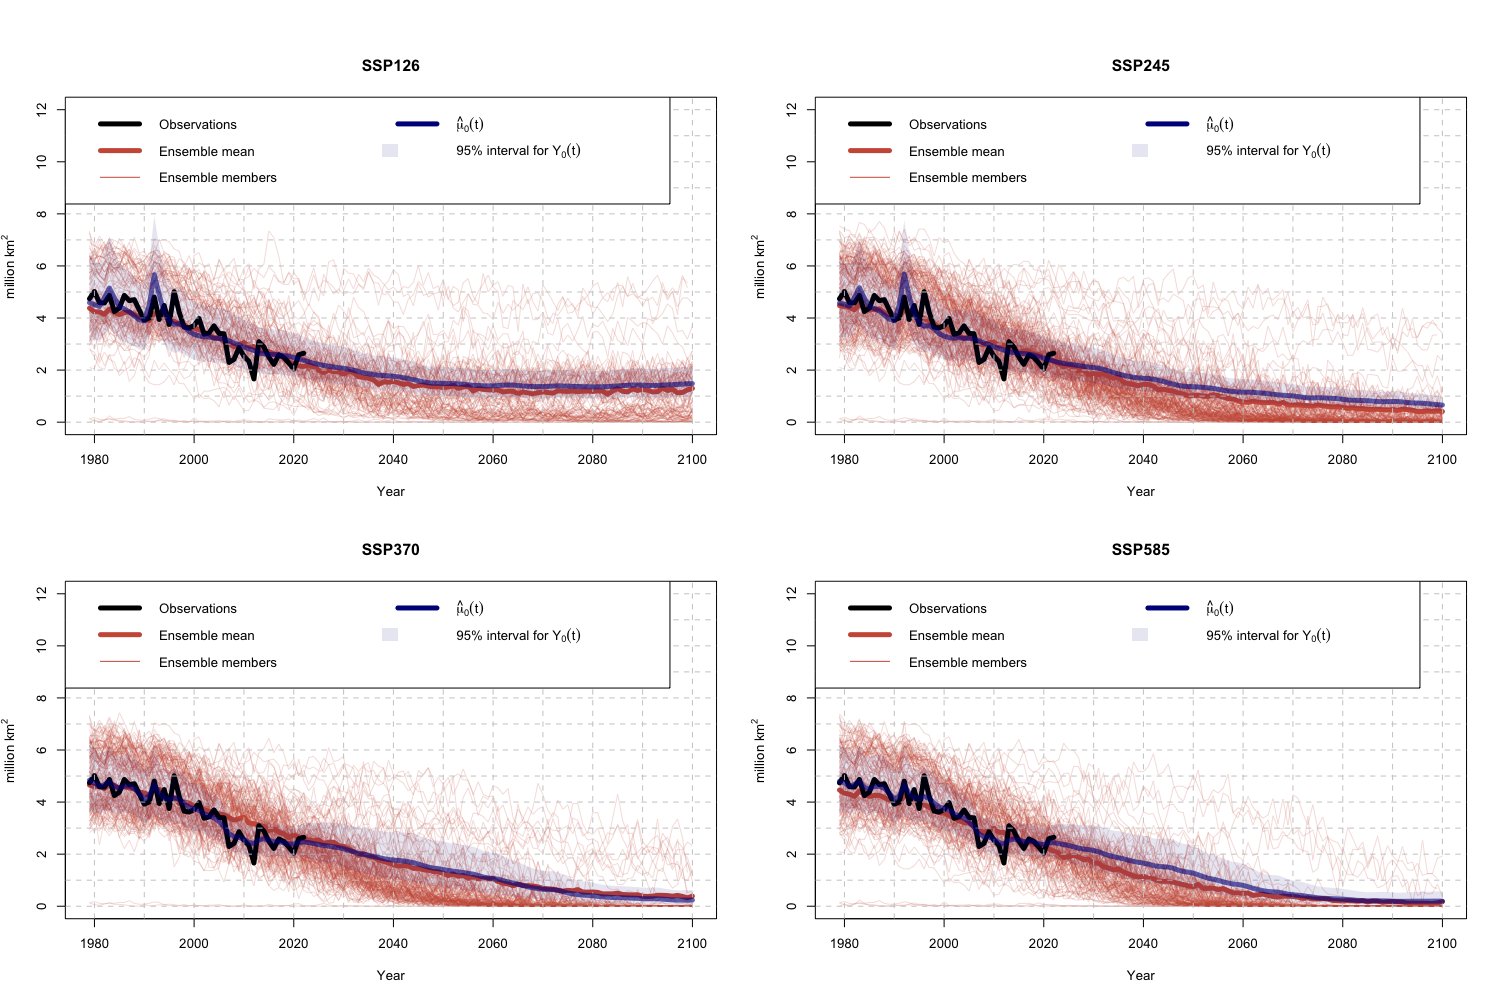 SSP126
million km²
12
10
8
6
4
2
0
Observations
Ensemble mean
Ensemble members
μ̂₀(t)
95% interval for Y₀(t)
1980 2000 2020 2040 2060 2080 2100
Year
SSP245
million km²
12
10
8
6
4
2
0
Observations
Ensemble mean
Ensemble members
μ̂₀(t)
95% interval for Y₀(t)
1980 2000 2020 2040 2060 2080 2100
Year
SSP370
million km²
12
10
8
6
4
2
0
Observations
Ensemble mean
Ensemble members
μ̂₀(t)
95% interval for Y₀(t)
1980 2000 2020 2040 2060 2080 2100
Year
SSP585
million km²
12
10
8
6
4
2
0
Observations
Ensemble mean
Ensemble members
μ̂₀(t)
95% interval for Y₀(t)
1980 2000 2020 2040 2060 2080 2100
Year